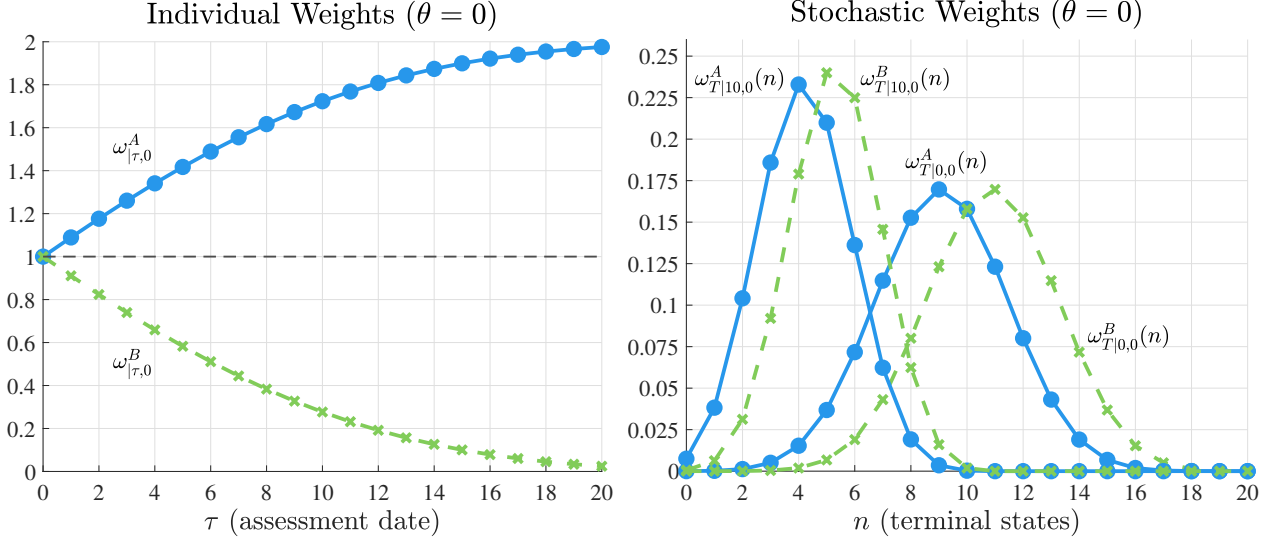 Individual Weights (θ = 0)
2
1.8
1.6
1.4
1.2
1
0.8
0.6
0.4
0.2
0
ω^A_{|τ,0}
ω^B_{|τ,0}
0 2 4 6 8 10 12 14 16 18 20
τ (assessment date)
Stochastic Weights (θ = 0)
0.25
0.225
0.2
0.175
0.15
0.125
0.1
0.075
0.05
0.025
0
ω^A_{T|10,0}(n)
ω^B_{T|10,0}(n)
ω^A_{T|0,0}(n)
ω^B_{T|0,0}(n)
0 2 4 6 8 10 12 14 16 18 20
n (terminal states)